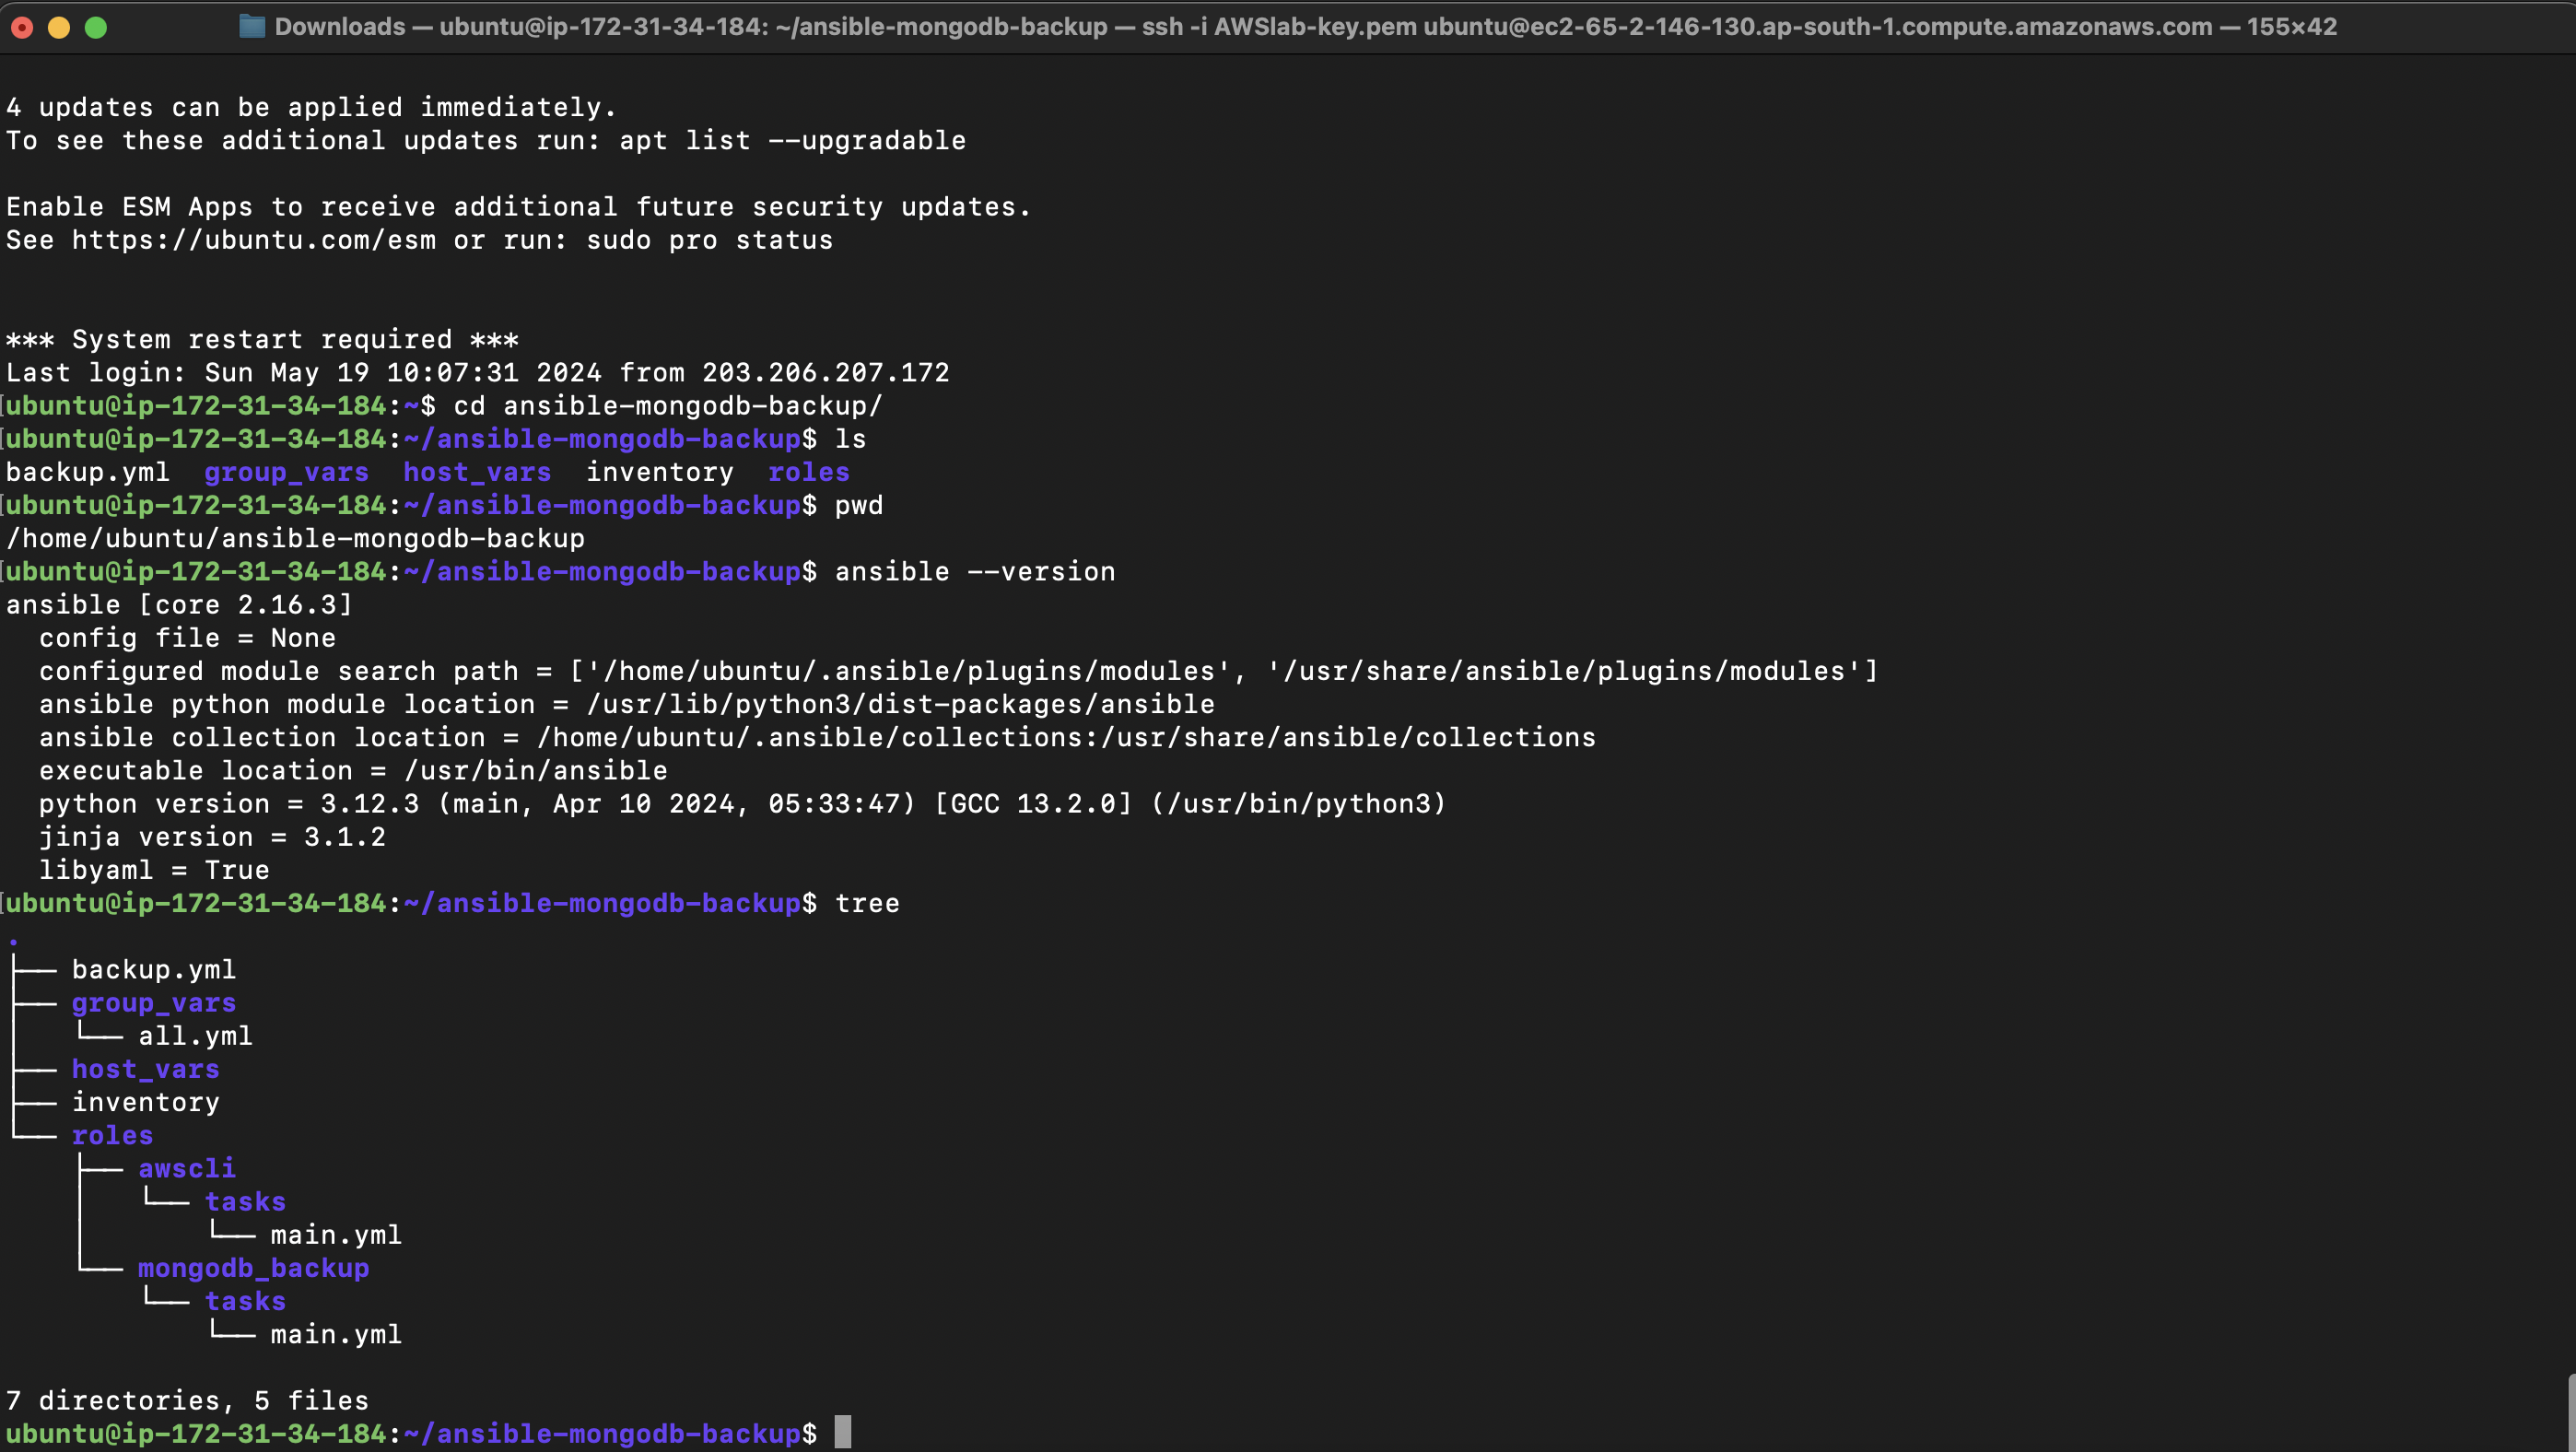 Downloads — ubuntu@ip-172-31-34-184: ~/ansible-mongodb-backup — ssh -i AWSlab-key.pem ubuntu@ec2-65-2-146-130.ap-south-1.compute.amazonaws.com — 155×42
4 updates can be applied immediately.
To see these additional updates run: apt list --upgradable
Enable ESM Apps to receive additional future security updates.
See https://ubuntu.com/esm or run: sudo pro status
*** System restart required ***
Last login: Sun May 19 10:07:31 2024 from 203.206.207.172
[ubuntu@ip-172-31-34-184:~$ cd ansible-mongodb-backup/
[ubuntu@ip-172-31-34-184:~/ansible-mongodb-backup$ ls
backup.yml  group_vars  host_vars  inventory  roles
[ubuntu@ip-172-31-34-184:~/ansible-mongodb-backup$ pwd
/home/ubuntu/ansible-mongodb-backup
[ubuntu@ip-172-31-34-184:~/ansible-mongodb-backup$ ansible --version
ansible [core 2.16.3]
  config file = None
  configured module search path = ['/home/ubuntu/.ansible/plugins/modules', '/usr/share/ansible/plugins/modules']
  ansible python module location = /usr/lib/python3/dist-packages/ansible
  ansible collection location = /home/ubuntu/.ansible/collections:/usr/share/ansible/collections
  executable location = /usr/bin/ansible
  python version = 3.12.3 (main, Apr 10 2024, 05:33:47) [GCC 13.2.0] (/usr/bin/python3)
  jinja version = 3.1.2
  libyaml = True
[ubuntu@ip-172-31-34-184:~/ansible-mongodb-backup$ tree
.
├── backup.yml
├── group_vars
│   └── all.yml
├── host_vars
├── inventory
└── roles
    ├── awscli
    │   └── tasks
    │       └── main.yml
    └── mongodb_backup
        └── tasks
            └── main.yml
7 directories, 5 files
ubuntu@ip-172-31-34-184:~/ansible-mongodb-backup$